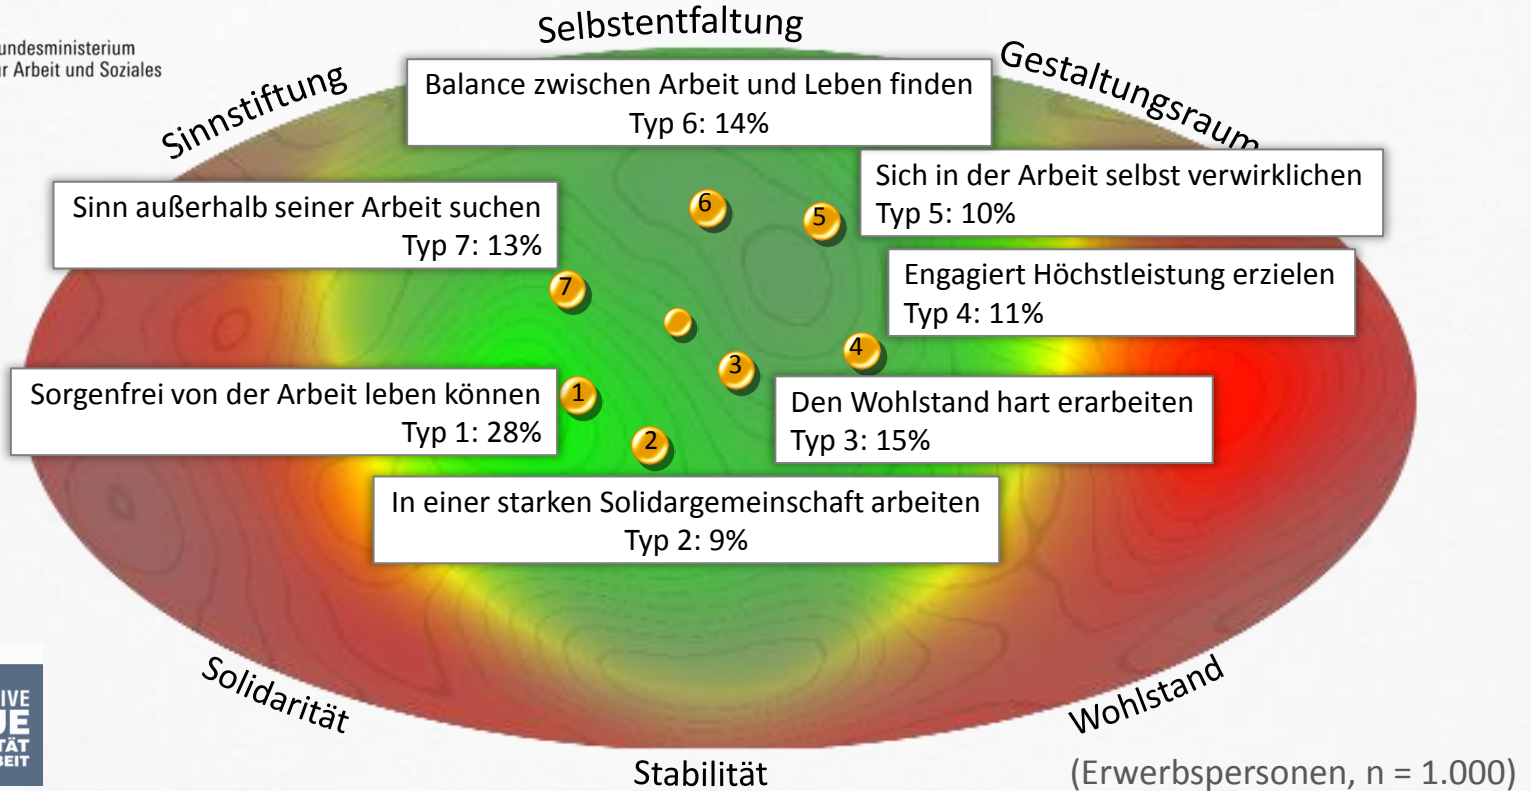 Selbstentfaltung
undesministerium
r Arbeit und Soziales
Sinnstiftung
Gestaltungsraum
Balance zwischen Arbeit und Leben finden
Typ 6: 14%
Sich in der Arbeit selbst verwirklichen
Typ 5: 10%
Sinn außerhalb seiner Arbeit suchen
Typ 7: 13%
6
5
Engagiert Höchstleistung erzielen
Typ 4: 11%
7
4
3
Sorgenfrei von der Arbeit leben können
Typ 1: 28%
1
Den Wohlstand hart erarbeiten
Typ 3: 15%
2
In einer starken Solidargemeinschaft arbeiten
Typ 2: 9%
Solidarität
Wohlstand
IVE
UE
TÄT
BEIT
Stabilität
(Erwerbspersonen, n = 1.000)